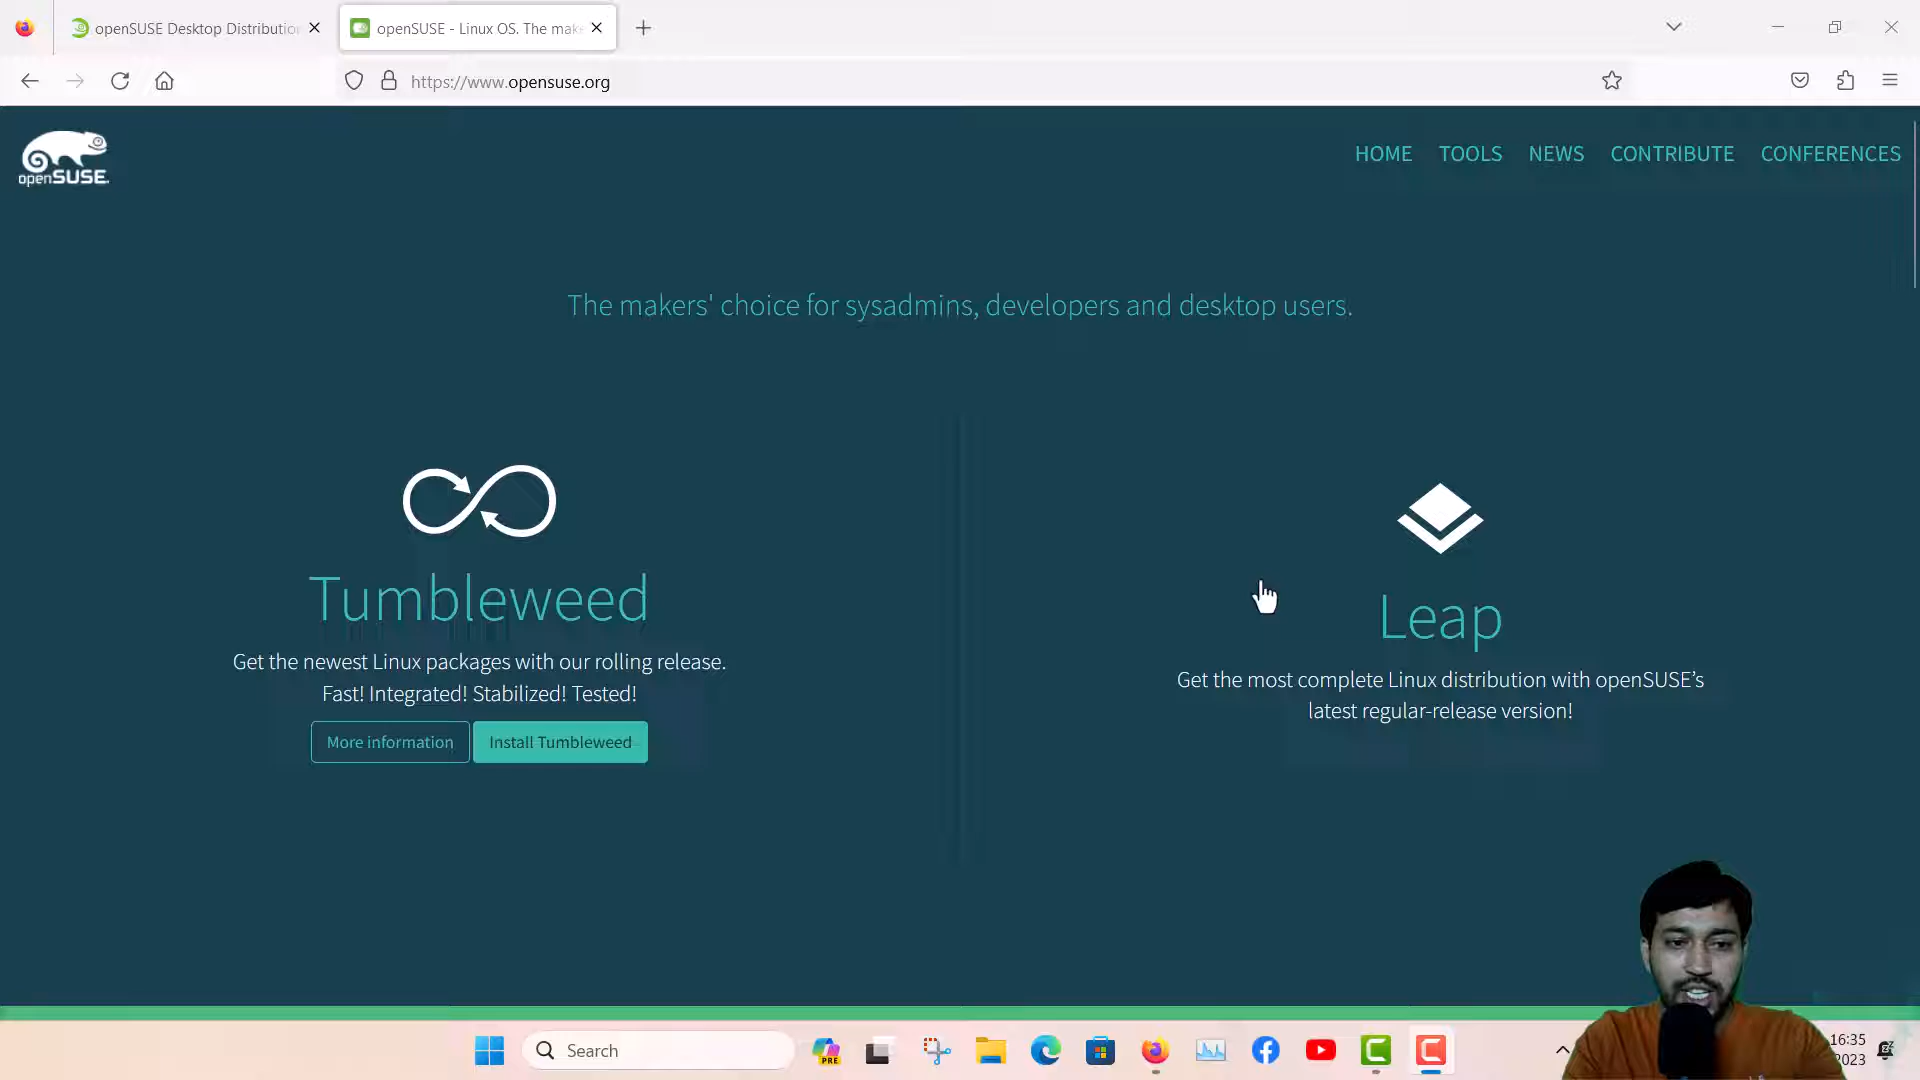 openSUSE Desktop Distributio
openSUSE - Linux OS. The make
https://www.opensuse.org
openSUSE.
HOME TOOLS NEWS CONTRIBUTE CONFERENCES
The makers' choice for sysadmins, developers and desktop users.
Tumbleweed
Get the newest Linux packages with our rolling release.
Fast! Integrated! Stabilized! Tested!
More information Install Tumbleweed
Leap
Get the most complete Linux distribution with openSUSE's
latest regular-release version!
Search
PRE
16:35
2023